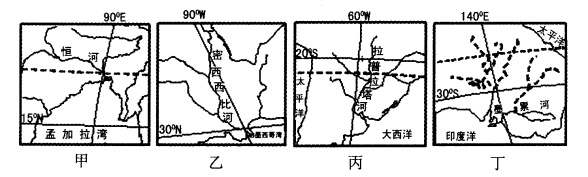 90°E
恒河
15°N
孟加拉湾
甲
90°W
密西西比河
30°N
墨西哥湾
乙
60°W
20°S
拉普拉塔河
太平洋
大西洋
丙
140°E
太平洋
30°S
墨累河
印度洋
丁